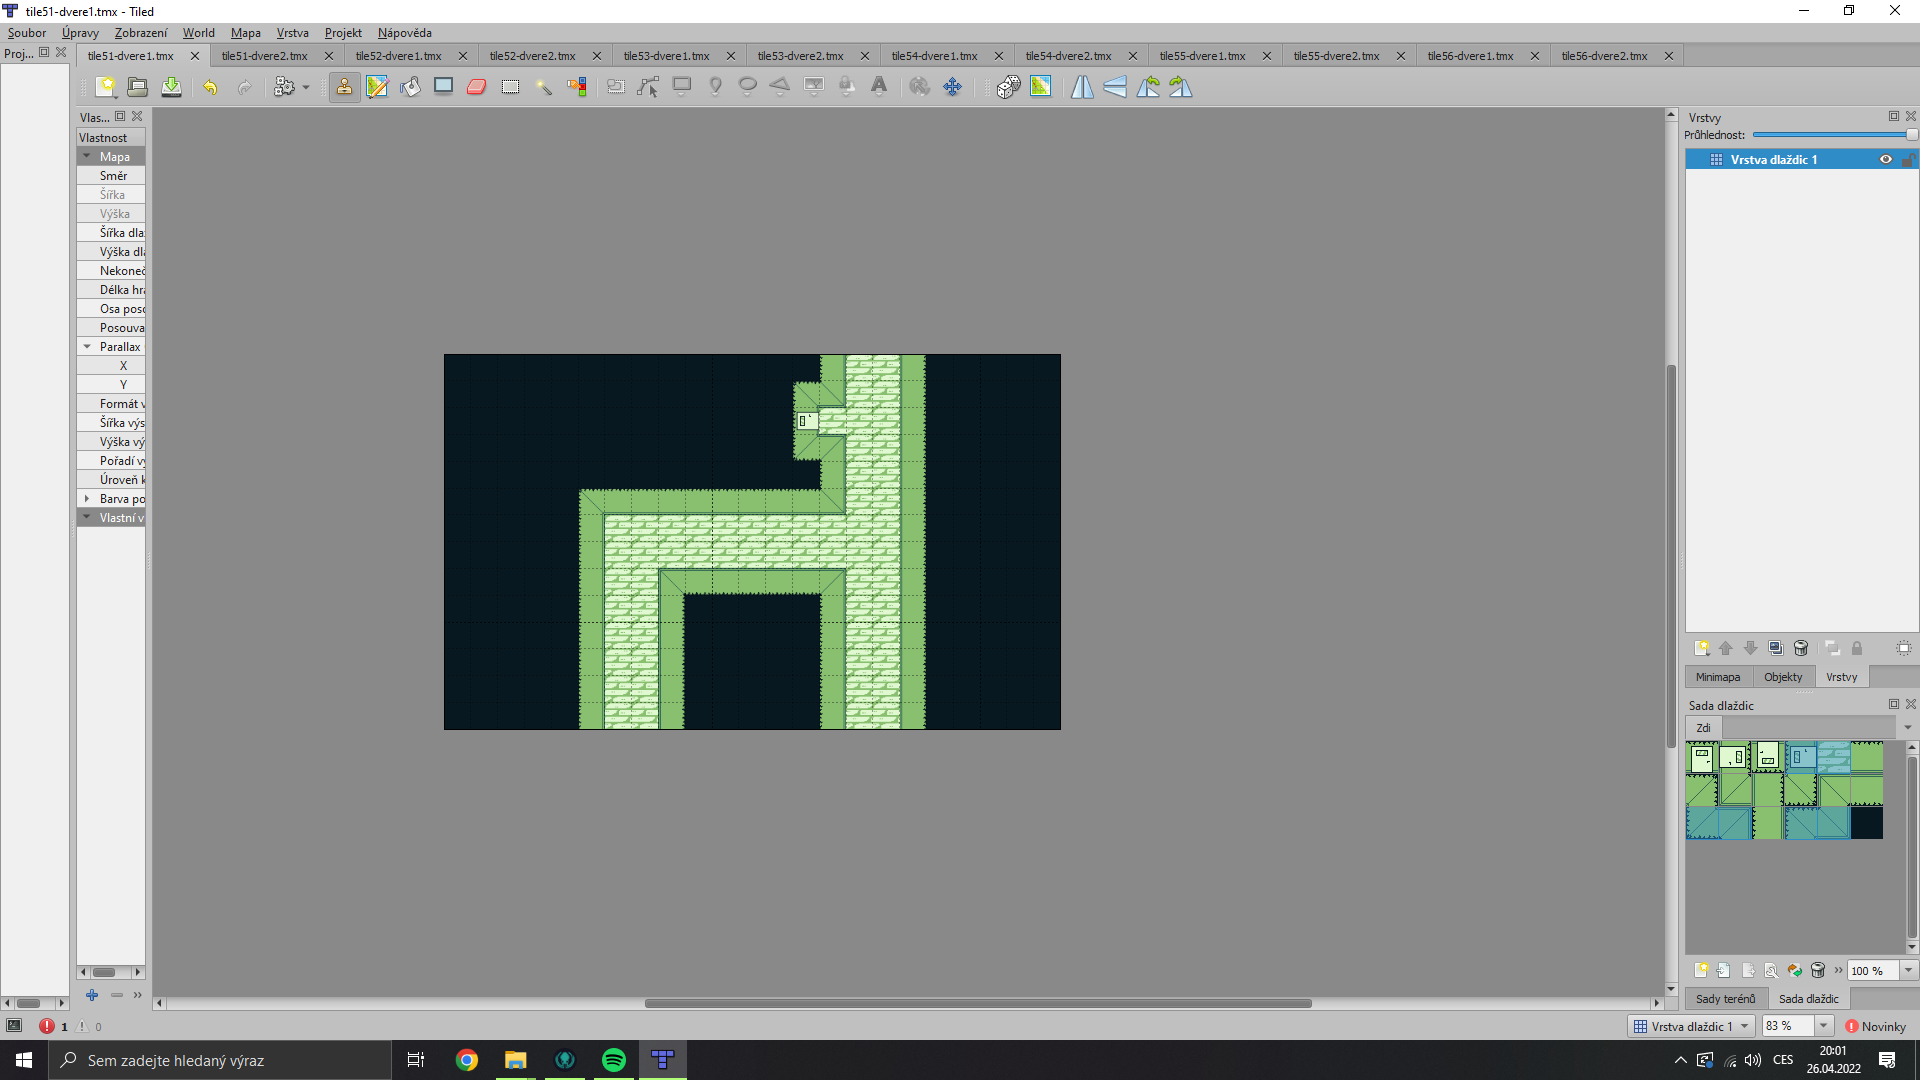 tile51-dvere1.tmx - Tiled
Soubor Úpravy Zobrazení World Mapa Vrstva Projekt Nápověda
Proj... tile51-dvere1.tmx tile51-dvere2.tmx tile52-dvere1.tmx tile52-dvere2.tmx tile53-dvere1.tmx tile53-dvere2.tmx tile54-dvere1.tmx tile54-dvere2.tmx tile55-dvere1.tmx tile55-dvere2.tmx tile56-dvere1.tmx tile56-dvere2.tmx
Vlas...
Vlastnost
Mapa
Směr
Šířka
Výška
Šířka dla
Výška dl
Nekoneč
Délka hr
Osa poso
Posouva
Parallax
X
Y
Formát v
Šířka výs
Výška vý
Pořadí vy
Úroveň k
Barva po
Vlastní v
Vrstvy
Průhlednost:
Vrstva dlaždic 1
Minimapa Objekty Vrstvy
Sada dlaždic
Zdi
» 100 %
Sady terénů Sada dlaždic
»
1 0
Vrstva dlaždic 1 83 % Novinky
Sem zadejte hledaný výraz
CES
20:01
26.04.2022